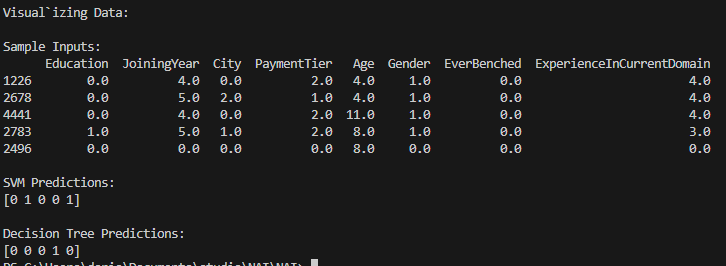 Visual`izing Data:
Sample Inputs:
Education JoiningYear City PaymentTier Age Gender EverBenched ExperienceInCurrentDomain
1226 0.0 4.0 0.0 2.0 4.0 1.0 0.0 4.0
2678 0.0 5.0 2.0 1.0 4.0 1.0 0.0 4.0
4441 0.0 4.0 0.0 2.0 11.0 1.0 0.0 4.0
2783 1.0 5.0 1.0 2.0 8.0 1.0 0.0 3.0
2496 0.0 0.0 0.0 0.0 8.0 0.0 0.0 0.0
SVM Predictions:
[0 1 0 0 1]
Decision Tree Predictions:
[0 0 0 1 0]
PS C:\Users\denis\Documents\studia\NAI\NAI>